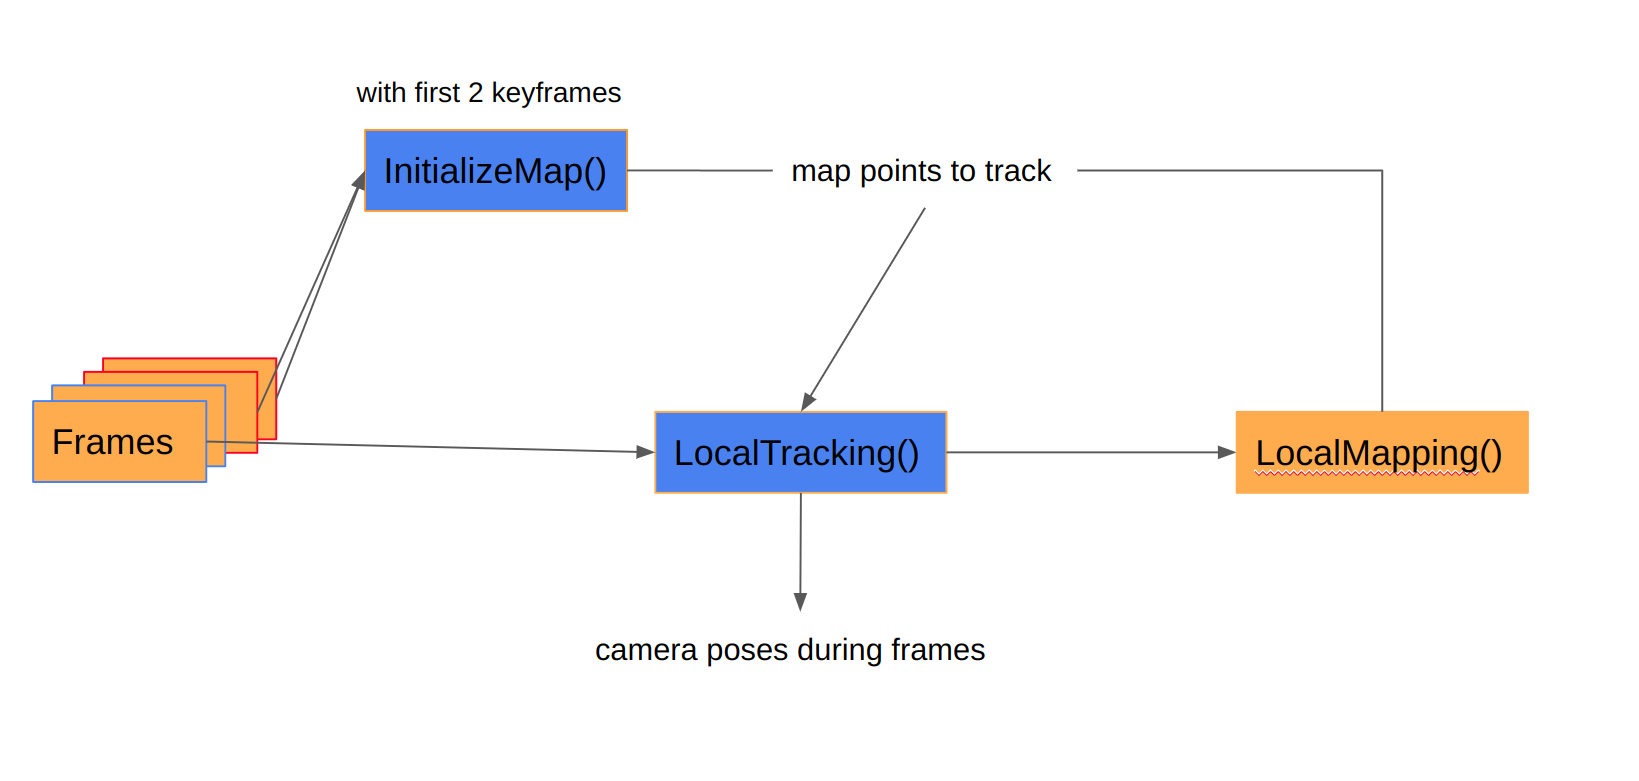 with first 2 keyframes
InitializeMap()
map points to track
Frames
LocalTracking()
LocalMapping()
camera poses during frames